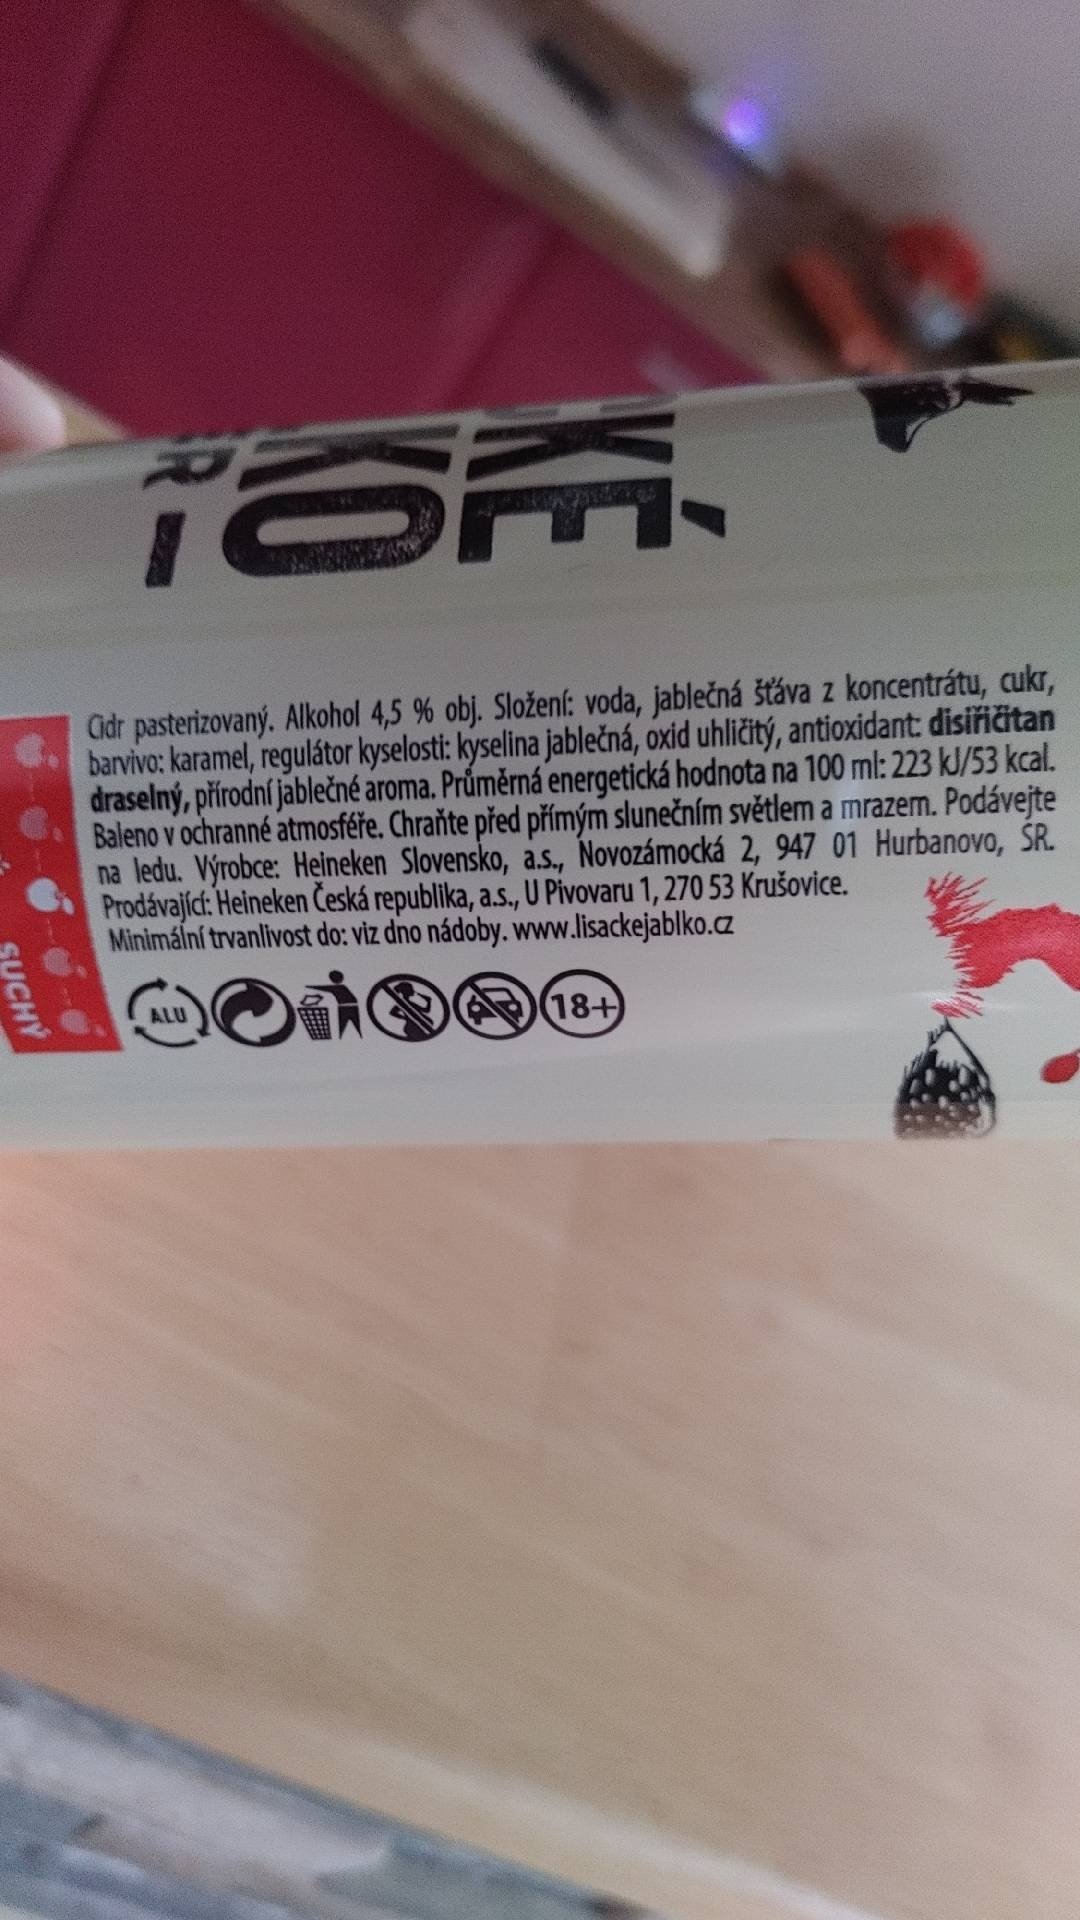 Cidr pasterizovaný. Alkohol 4,5 % obj. Složení: voda, jablečná šťáva z koncentrátu, cukr,
barvivo: karamel, regulátor kyselosti: kyselina jablečná, oxid uhličitý, antioxidant: disiřičitan
draselný, přírodní jablečné aroma. Průměrná energetická hodnota na 100 ml: 223 kJ/53 kcal.
Baleno v ochranné atmosféře. Chraňte před přímým slunečním světlem a mrazem. Podávejte
na ledu. Výrobce: Heineken Slovensko, a.s., Novozámocká 2, 947 01 Hurbanovo, SR.
Prodávající: Heineken Česká republika, a.s., U Pivovaru 1, 270 53 Krušovice.
Minimální trvanlivost do: viz dno nádoby. www.lisackejablko.cz
ALU
18+
SUCHÝ